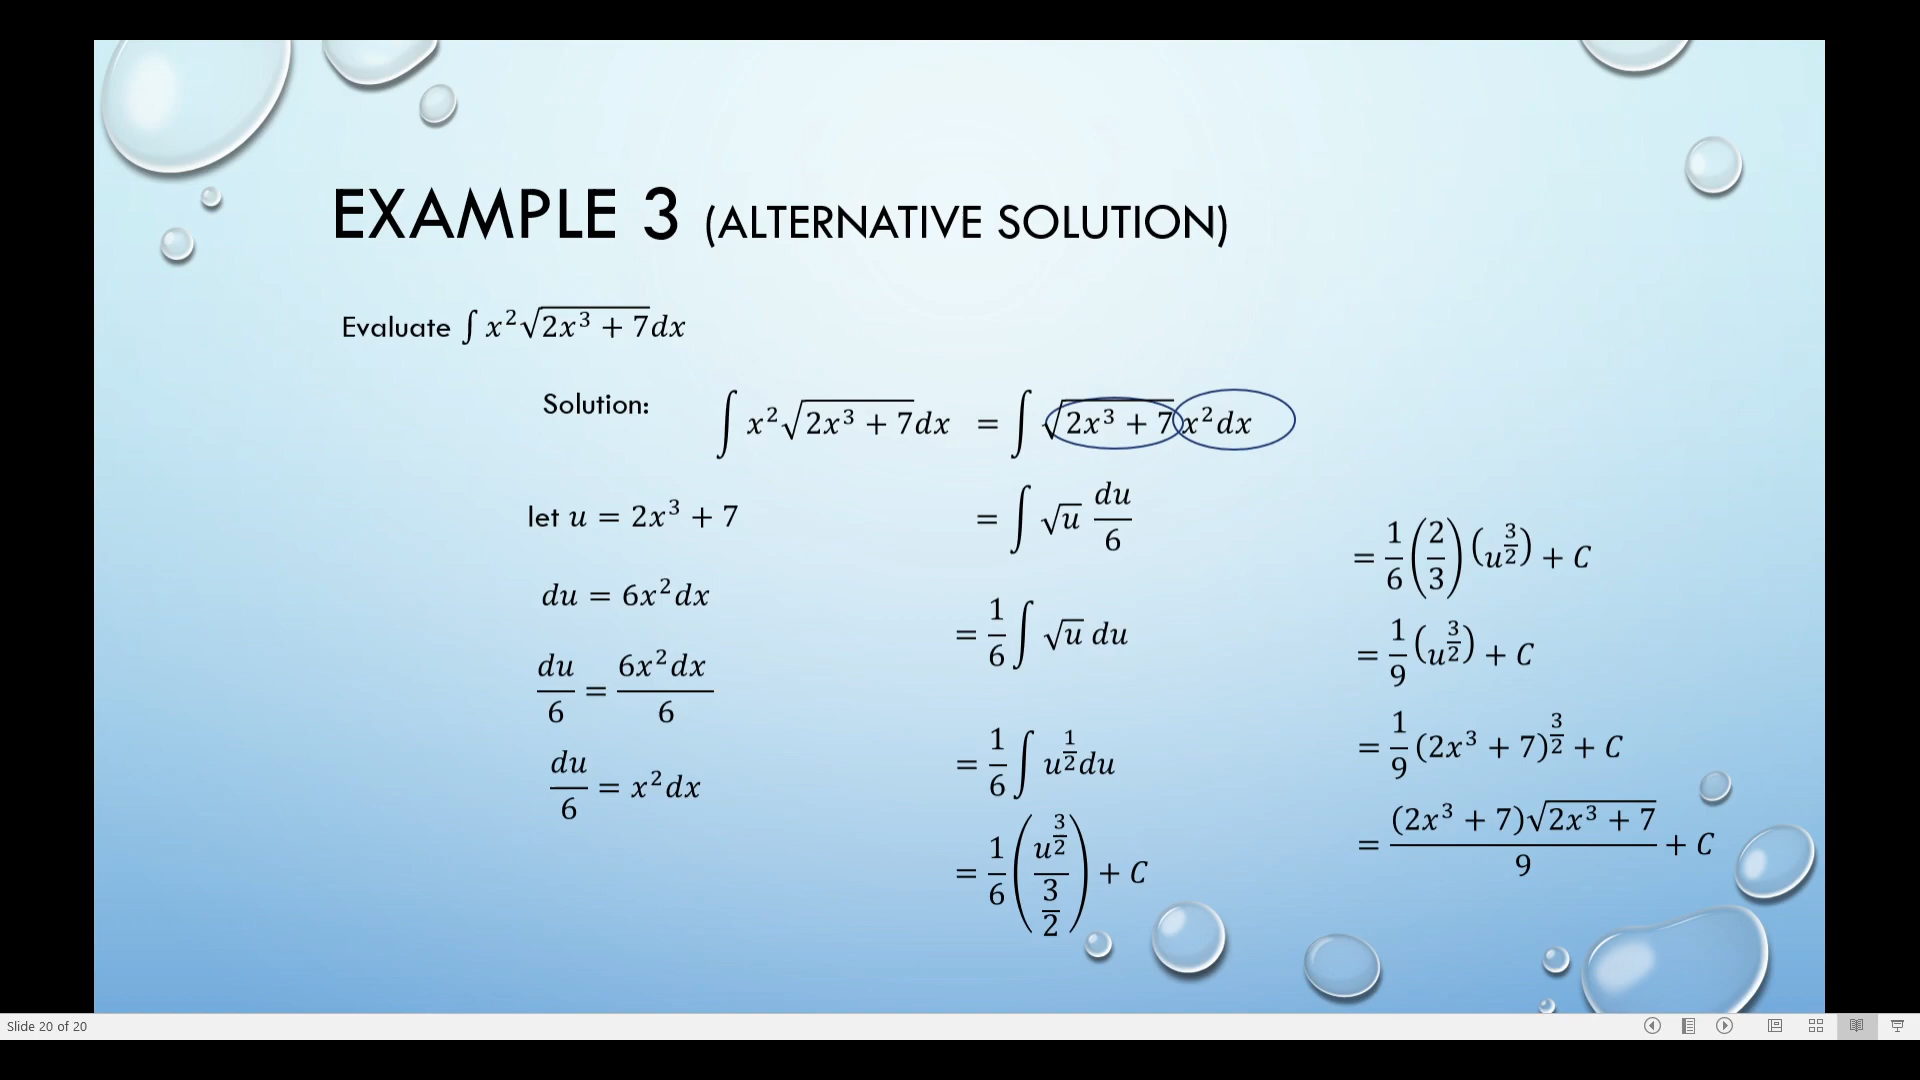 EXAMPLE 3 (ALTERNATIVE SOLUTION)
Evaluate ∫ x²√(2x³ + 7)dx
Solution: ∫ x²√(2x³ + 7)dx = ∫ √(2x³ + 7) x²dx
let u = 2x³ + 7
du = 6x²dx
du/6 = 6x²dx/6
du/6 = x²dx
= ∫ √u du/6
= 1/6 ∫ √u du
= 1/6 ∫ u^(1/2) du
= 1/6 (u^(3/2) / (3/2)) + C
= 1/6 (2/3) (u^(3/2)) + C
= 1/9 (u^(3/2)) + C
= 1/9 (2x³ + 7)^(3/2) + C
= (2x³ + 7)√(2x³ + 7) / 9 + C
Slide 20 of 20